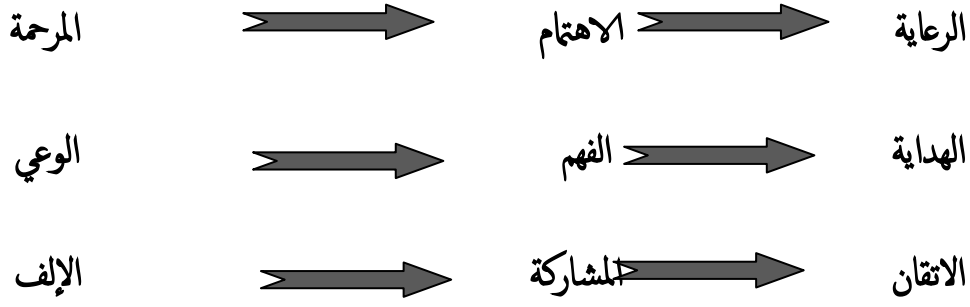 الرعاية الاهتمام المرحمة
الهداية الفهم الوعي
الاتقان المشاركة الإلف